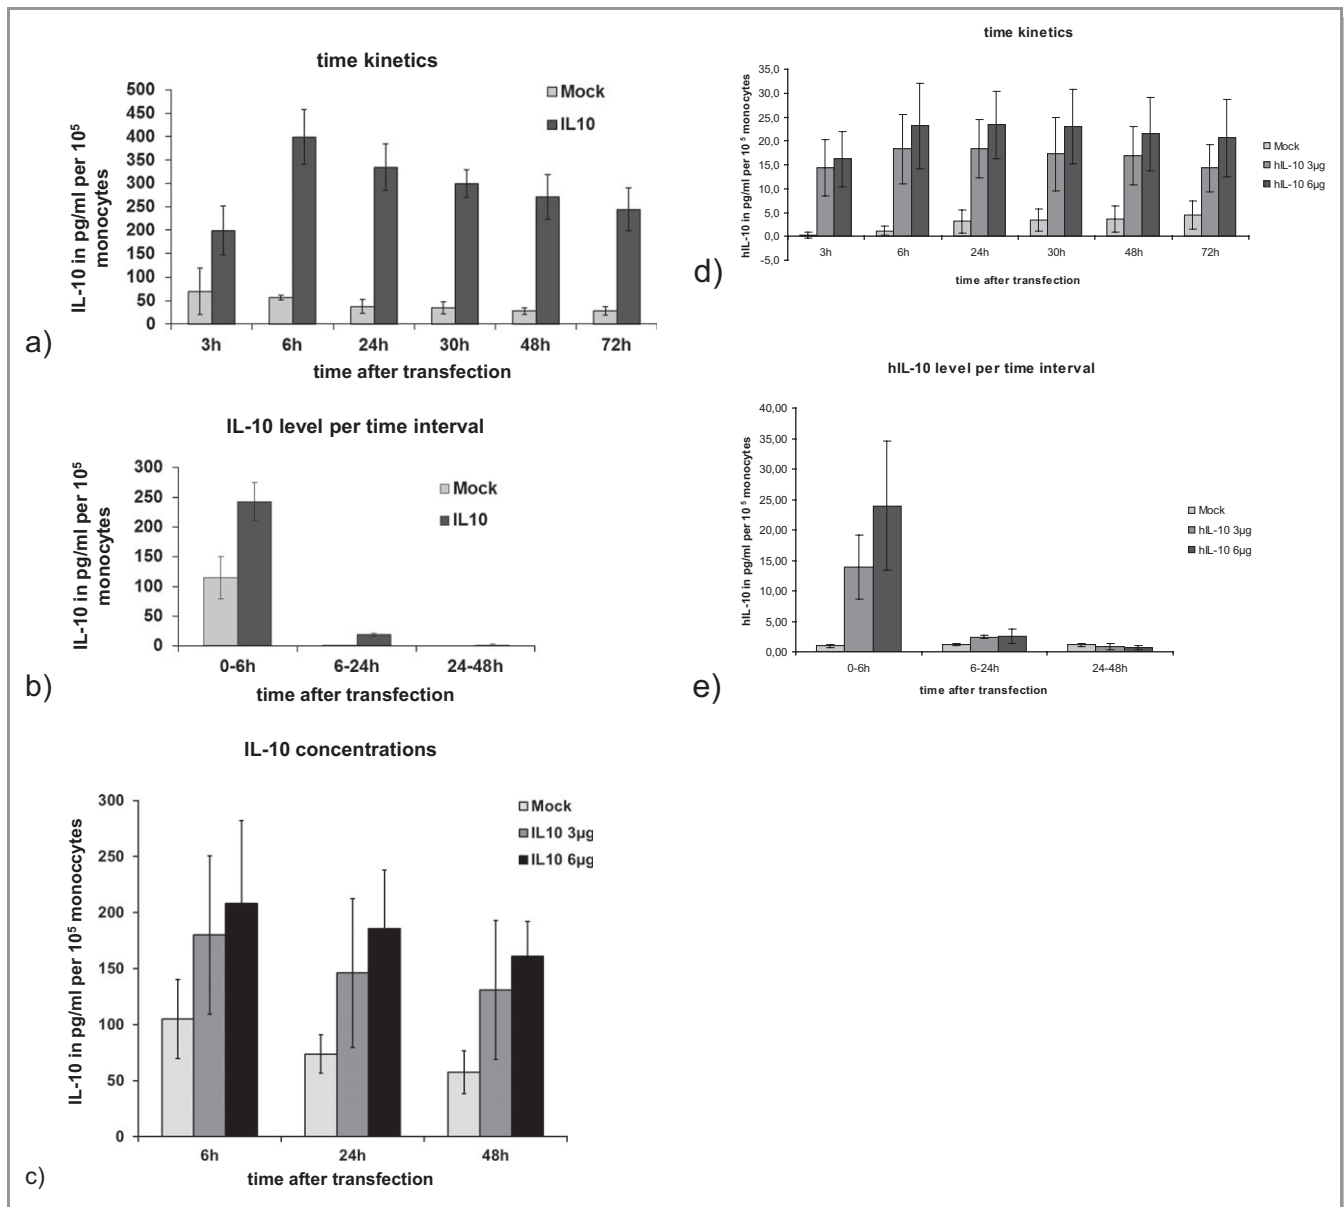 time kinetics
500
450
400
350
300
250
200
150
100
50
0
IL-10 in pg/ml per 10⁵
monocytes
Mock
IL10
3h 6h 24h 30h 48h 72h
time after transfection
a)
IL-10 level per time interval
300
250
200
150
100
50
0
IL-10 in pg/ml per 10⁵
monocytes
Mock
IL10
0-6h 6-24h 24-48h
time after transfection
b)
IL-10 concentrations
300
250
200
150
100
50
0
IL-10 in pg/ml per 10⁵ monoccytes
Mock
IL10 3µg
IL10 6µg
6h 24h 48h
time after transfection
c)
time kinetics
35,0
30,0
25,0
20,0
15,0
10,0
5,0
0,0
-5,0
hIL-10 in pg/ml per 10 ⁵ monocytes
Mock
hIL-10 3µg
hIL-10 6µg
3h 6h 24h 30h 48h 72h
time after transfection
d)
hIL-10 level per time interval
40,00
35,00
30,00
25,00
20,00
15,00
10,00
5,00
0,00
hIL-10 in pg/ml per 10 ⁵ monocytes
Mock
hIL-10 3µg
hIL-10 6µg
0-6h 6-24h 24-48h
time after transfection
e)